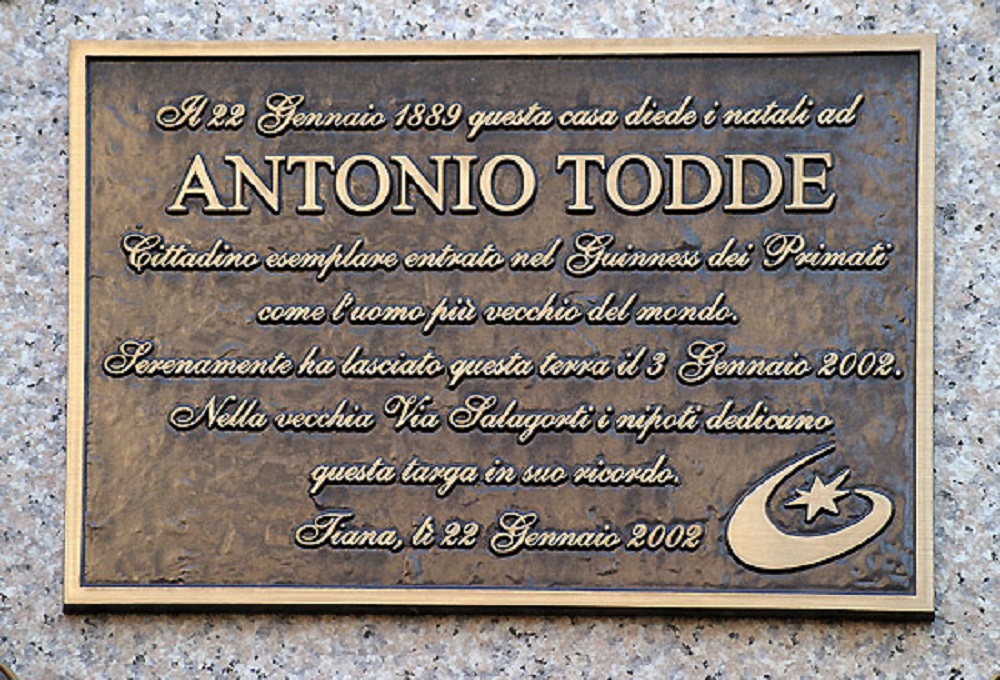 Il 22 Gennaio 1889 questa casa diede i natali ad
ANTONIO TODDE
Cittadino esemplare entrato nel Guinness dei Primati
come l'uomo più vecchio del mondo.
Serenamente ha lasciato questa terra il 3 Gennaio 2002.
Nella vecchia Via Salagorti i nipoti dedicano
questa targa in suo ricordo.
Tiana, lì 22 Gennaio 2002